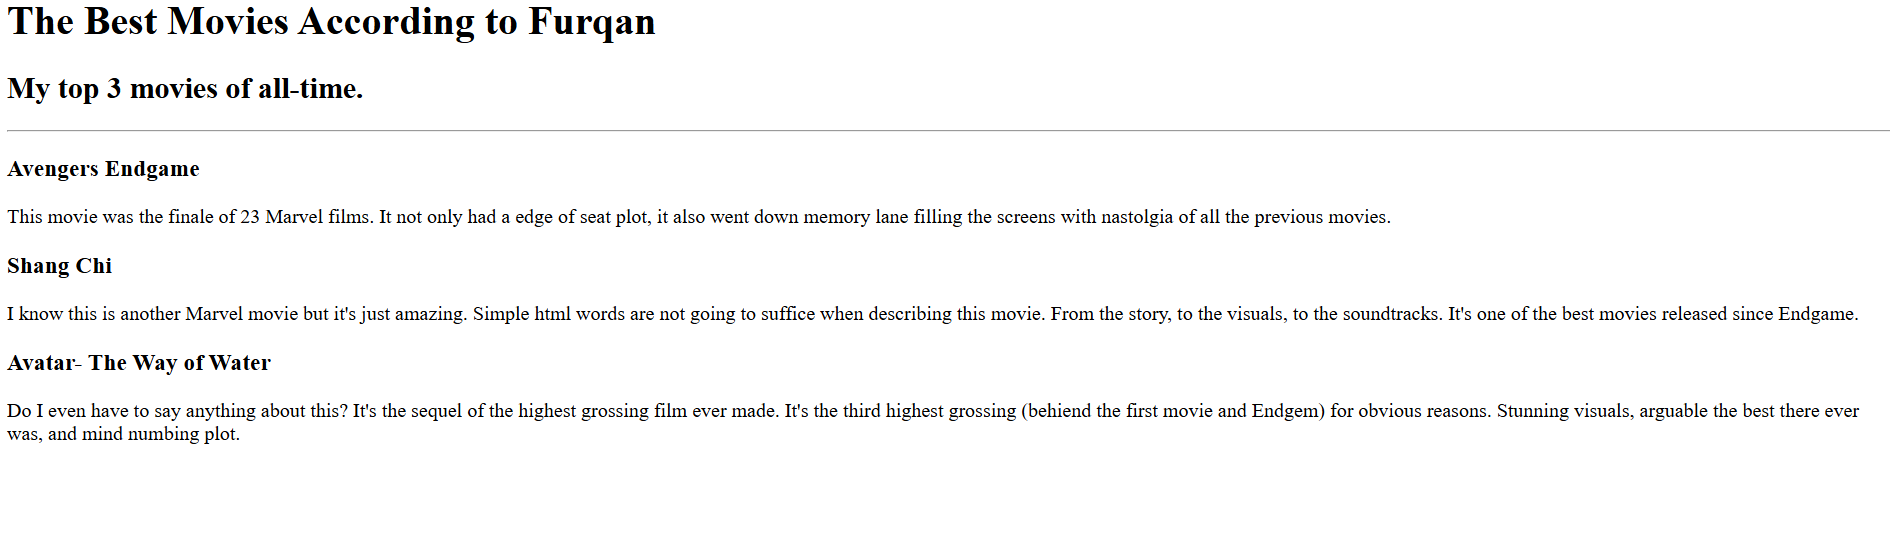 The Best Movies According to Furqan
My top 3 movies of all-time.
Avengers Endgame
This movie was the finale of 23 Marvel films. It not only had a edge of seat plot, it also went down memory lane filling the screens with nastolgia of all the previous movies.
Shang Chi
I know this is another Marvel movie but it's just amazing. Simple html words are not going to suffice when describing this movie. From the story, to the visuals, to the soundtracks. It's one of the best movies released since Endgame.
Avatar- The Way of Water
Do I even have to say anything about this? It's the sequel of the highest grossing film ever made. It's the third highest grossing (behiend the first movie and Endgem) for obvious reasons. Stunning visuals, arguable the best there ever
was, and mind numbing plot.